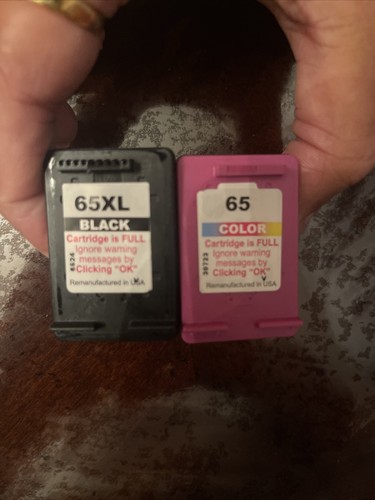 65XL
BLACK
Cartridge is FULL
Ignore warning
messages by
Clicking "OK"
Remanufactured in USA
65
COLOR
Cartridge is FULL
Ignore warning
messages by
Clicking "OK"
Remanufactured in USA
38723